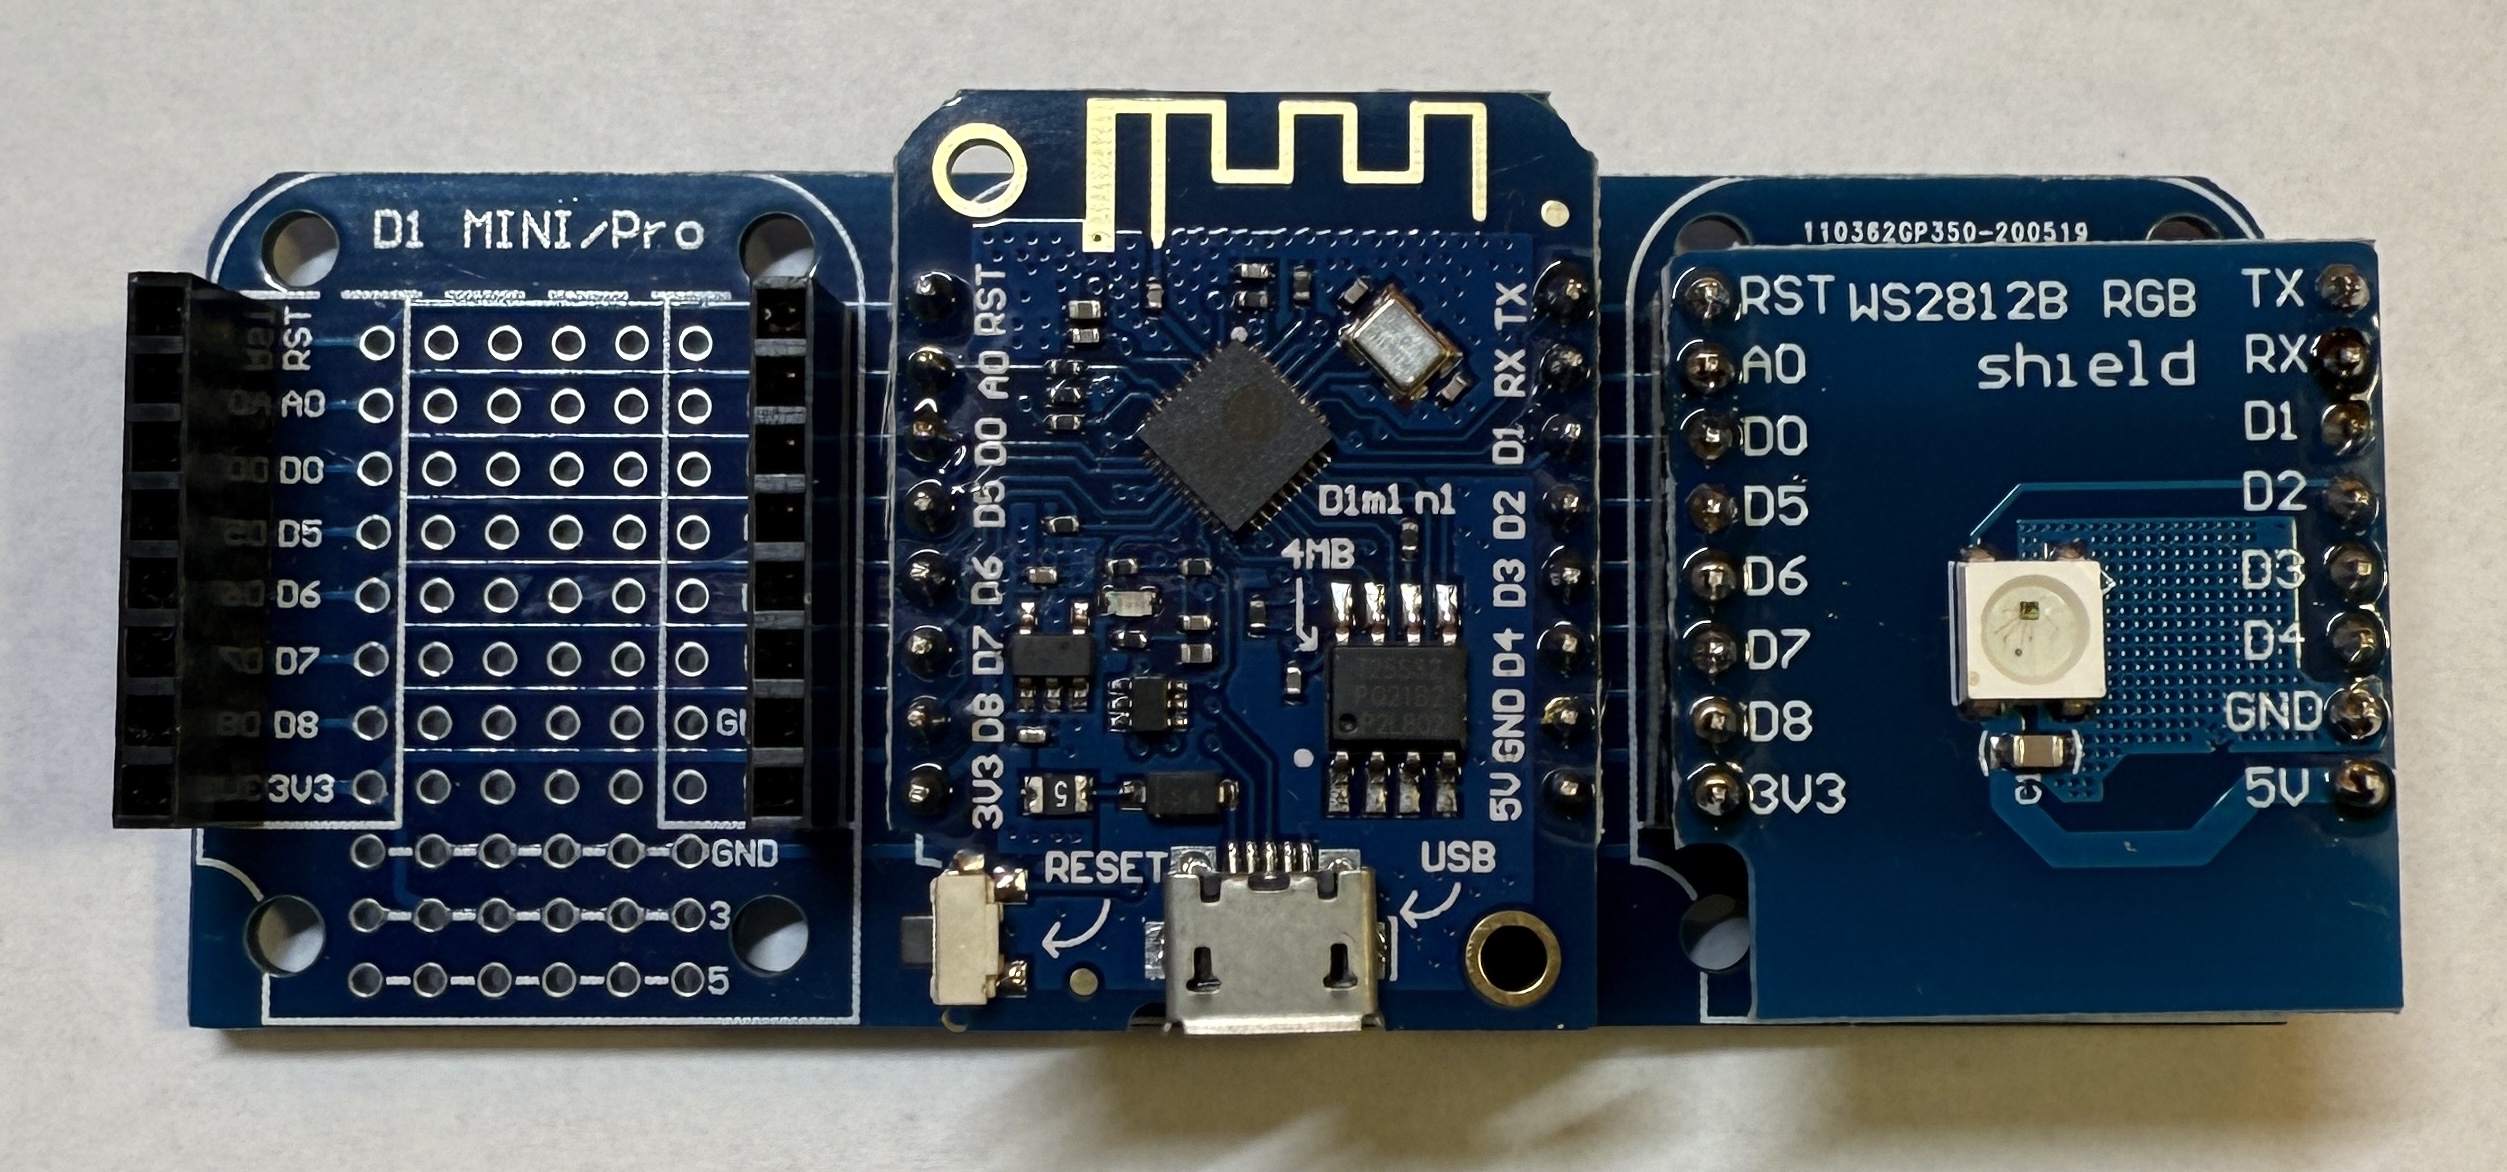 D1 MINI/Pro
RST
A0
D0
D5
D6
D7
D8
3V3
GND
3
5
RST
A0
D0
D5
D6
D7
D8
3V3
TX
RX
D1
D2
D3
D4
GND
5V
D1mini
4MB
5
RESET
USB
110362GP350-200519
WS2812B RGB
shield
RST
A0
D0
D5
D6
D7
D8
3V3
TX
RX
D1
D2
D3
D4
GND
5V
C1